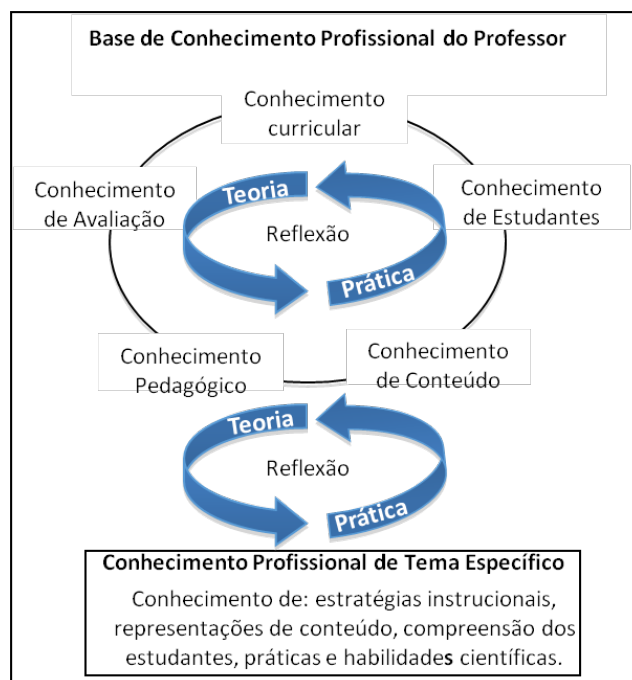 Base de Conhecimento Profissional do Professor
Conhecimento
curricular
Conhecimento
de Avaliação
Teoria
Reflexão
Prática
Conhecimento
de Estudantes
Conhecimento
Pedagógico
Conhecimento
de Conteúdo
Teoria
Reflexão
Prática
Conhecimento Profissional de Tema Específico
Conhecimento de: estratégias instrucionais,
representações de conteúdo, compreensão dos
estudantes, práticas e habilidades científicas.